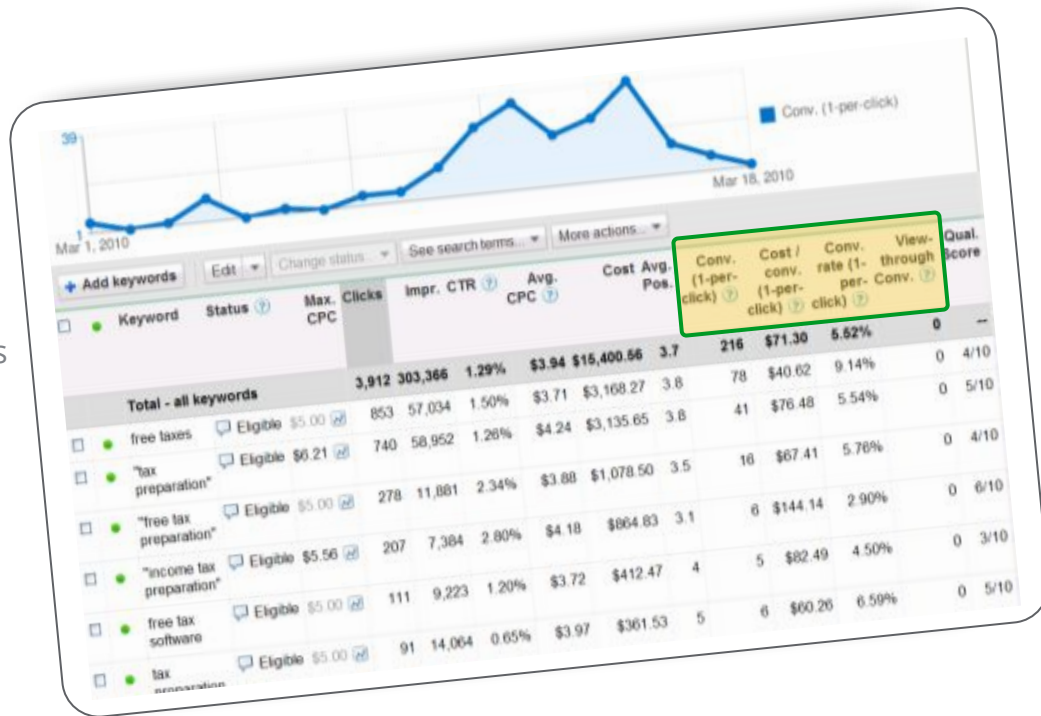 39
1
Conv. (1-per-click)
Mar 1, 2010
Mar 18, 2010
Add keywords
Edit
Change status
See search terms...
More actions...
Keyword Status Max. CPC Clicks Impr. CTR Avg. CPC Cost Avg. Pos. Conv. (1-per-click) Cost / conv. (1-per-click) Conv. rate (1-per-click) View-through Conv. Qual. Score
Total - all keywords 3,912 303,366 1.29% $3.94 $15,400.56 3.7 216 $71.30 5.52% 0 --
free taxes Eligible $5.00 853 57,034 1.50% $3.71 $3,168.27 3.8 78 $40.62 9.14% 0 4/10
"tax preparation" Eligible $6.21 740 58,952 1.26% $4.24 $3,135.65 3.8 41 $76.48 5.54% 0 5/10
"free tax preparation" Eligible $5.00 278 11,881 2.34% $3.88 $1,078.50 3.5 16 $67.41 5.76% 0 4/10
"income tax preparation" Eligible $5.56 207 7,384 2.80% $4.18 $864.83 3.1 6 $144.14 2.90% 0 6/10
free tax software Eligible $5.00 111 9,223 1.20% $3.72 $412.47 4 5 $82.49 4.50% 0 3/10
tax preparation Eligible $5.00 91 14,064 0.65% $3.97 $361.53 5 6 $60.26 6.59% 0 5/10
s